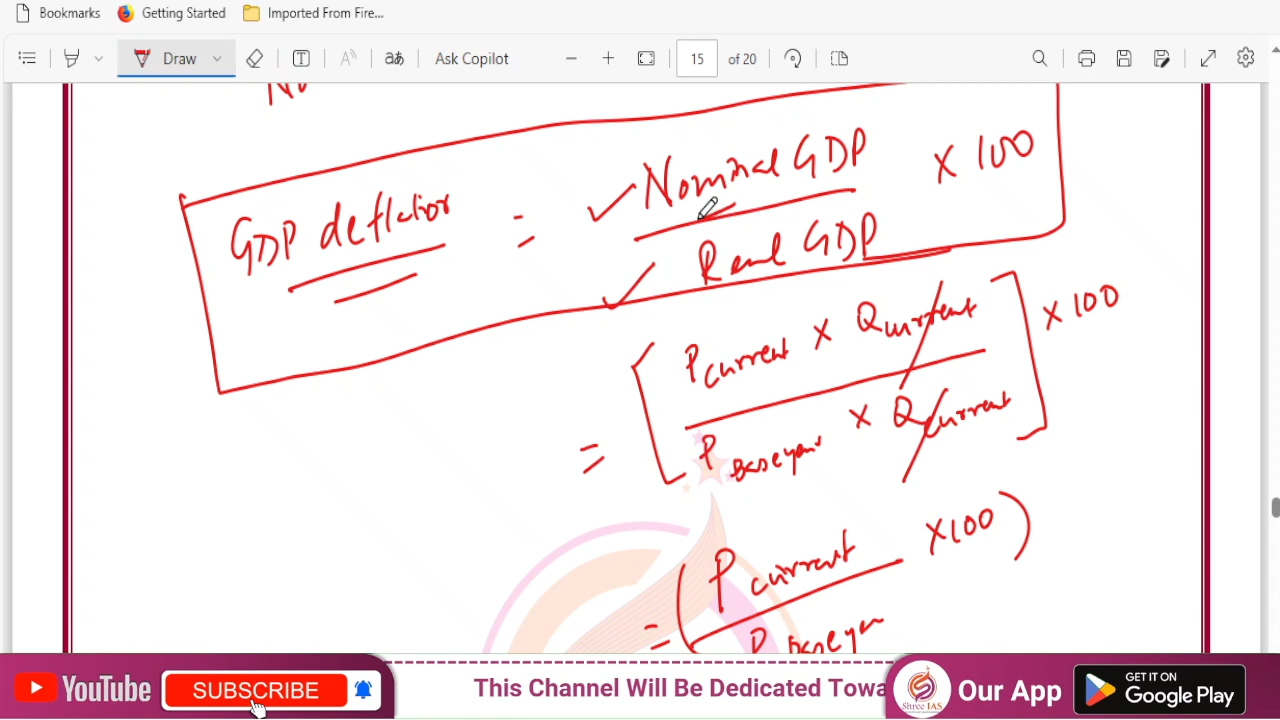 Bookmarks Getting Started Imported From Fire...
Draw Ask Copilot 15 of 20
GDP deflator = Nominal GDP × 100
Real GDP
= [ P current × Q current ] × 100
P Base year × Q current
= ( P current × 100 )
P Base year
YouTube SUBSCRIBE This Channel Will Be Dedicated Towa Shree IAS Our App GET IT ON Google Play